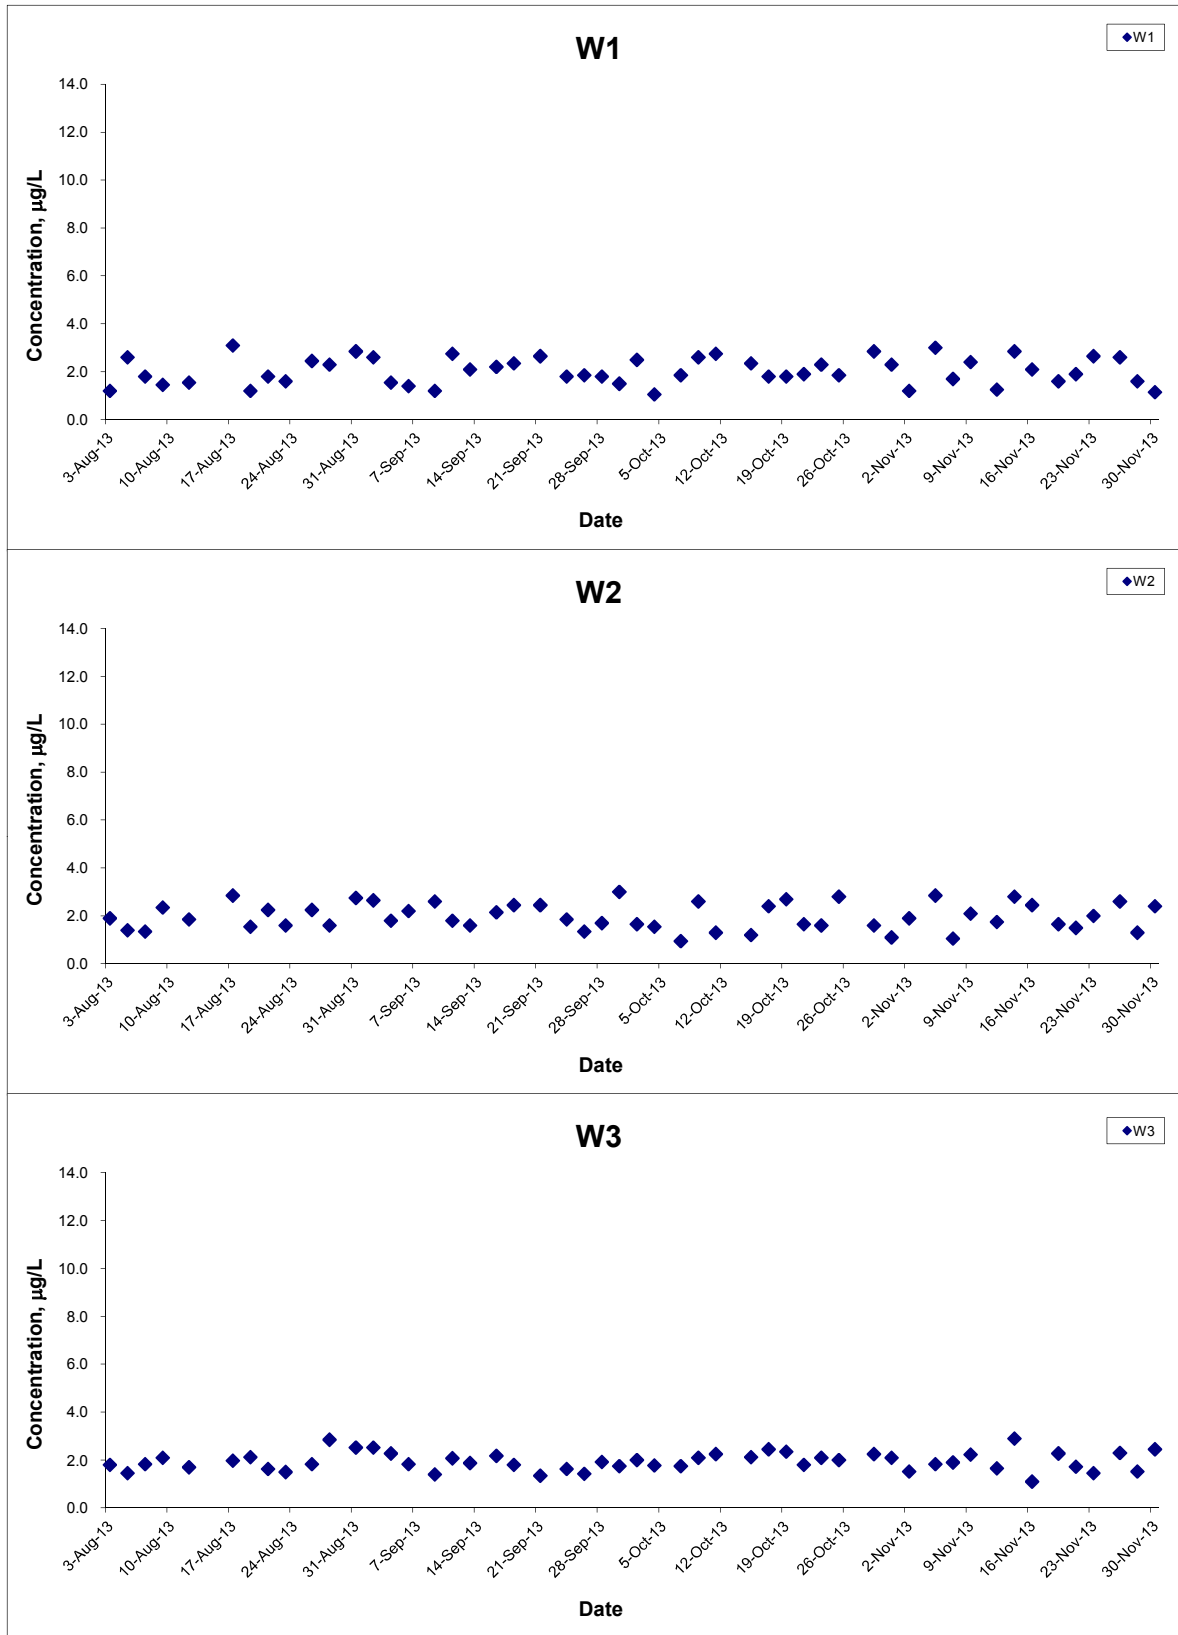 W1
W1
14.0
12.0
10.0
8.0
6.0
4.0
2.0
0.0
Concentration, µg/L
3-Aug-13
10-Aug-13
17-Aug-13
24-Aug-13
31-Aug-13
7-Sep-13
14-Sep-13
21-Sep-13
28-Sep-13
5-Oct-13
12-Oct-13
19-Oct-13
26-Oct-13
2-Nov-13
9-Nov-13
16-Nov-13
23-Nov-13
30-Nov-13
Date
W2
W2
14.0
12.0
10.0
8.0
6.0
4.0
2.0
0.0
Concentration, µg/L
3-Aug-13
10-Aug-13
17-Aug-13
24-Aug-13
31-Aug-13
7-Sep-13
14-Sep-13
21-Sep-13
28-Sep-13
5-Oct-13
12-Oct-13
19-Oct-13
26-Oct-13
2-Nov-13
9-Nov-13
16-Nov-13
23-Nov-13
30-Nov-13
Date
W3
W3
14.0
12.0
10.0
8.0
6.0
4.0
2.0
0.0
Concentration, µg/L
3-Aug-13
10-Aug-13
17-Aug-13
24-Aug-13
31-Aug-13
7-Sep-13
14-Sep-13
21-Sep-13
28-Sep-13
5-Oct-13
12-Oct-13
19-Oct-13
26-Oct-13
2-Nov-13
9-Nov-13
16-Nov-13
23-Nov-13
30-Nov-13
Date